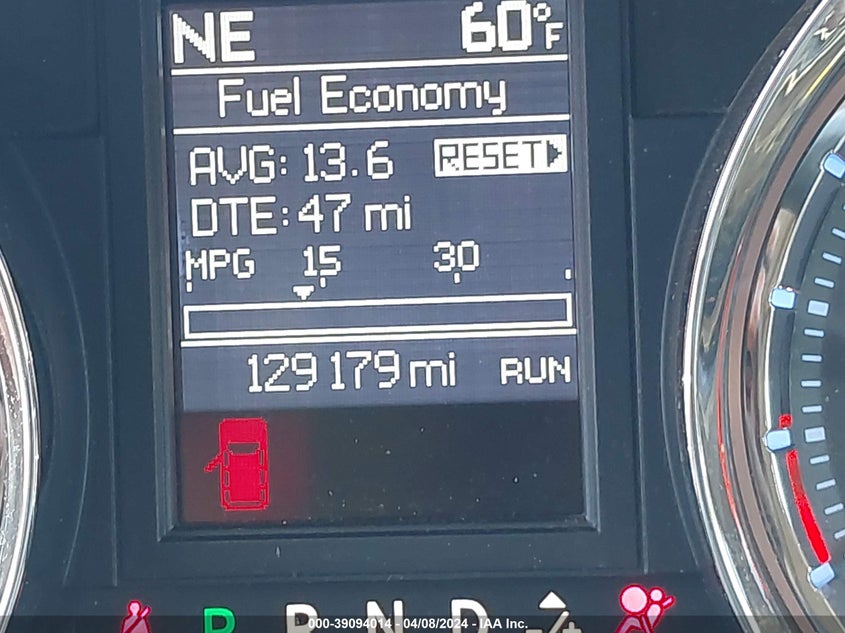 NE 60°F
Fuel Economy
AVG: 13.6 RESET
DTE: 47 mi
MPG 15 30
129179 mi RUN
P R N D -/+
000-39094014 - 04/08/2024 - IAA Inc.